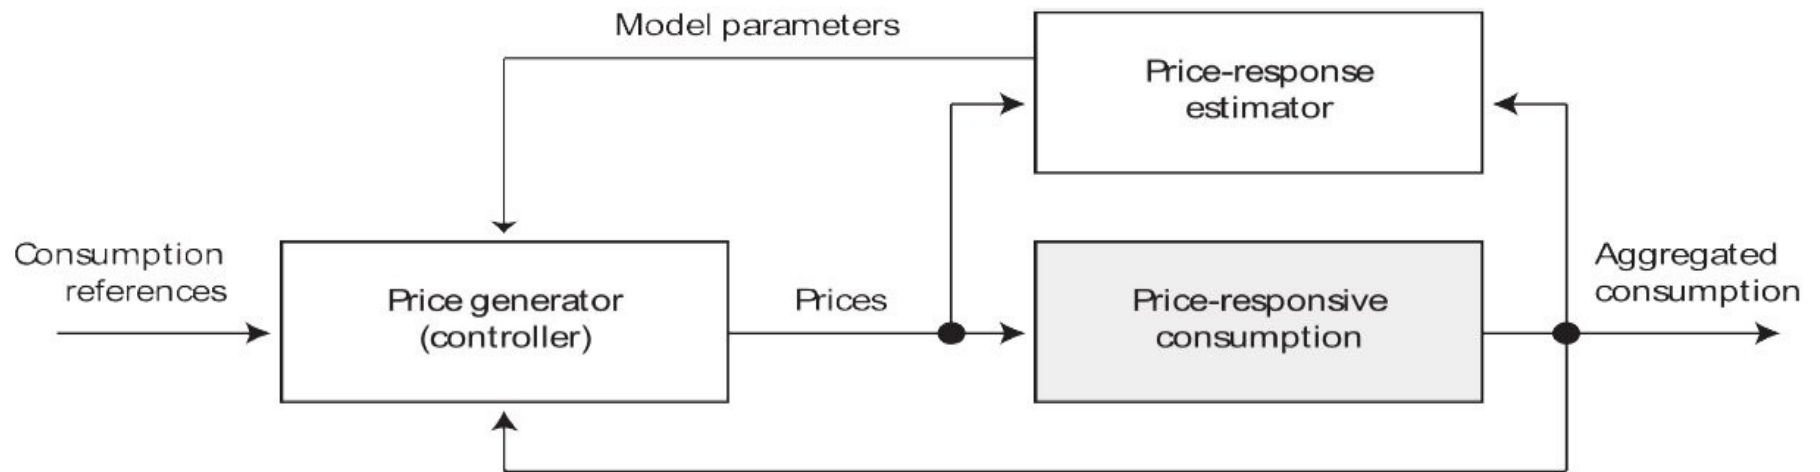 Model parameters
Price-response
estimator
Consumption
references
Price generator
(controller)
Prices
Price-responsive
consumption
Aggregated
consumption